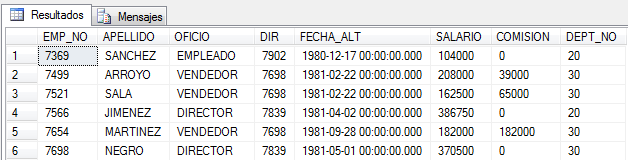 Resultados Mensajes
EMP_NO APELLIDO OFICIO DIR FECHA_ALT SALARIO COMISION DEPT_NO
1 7369 SANCHEZ EMPLEADO 7902 1980-12-17 00:00:00.000 104000 0 20
2 7499 ARROYO VENDEDOR 7698 1981-02-22 00:00:00.000 208000 39000 30
3 7521 SALA VENDEDOR 7698 1981-02-22 00:00:00.000 162500 65000 30
4 7566 JIMENEZ DIRECTOR 7839 1981-04-02 00:00:00.000 386750 0 20
5 7654 MARTINEZ VENDEDOR 7698 1981-09-28 00:00:00.000 182000 182000 30
6 7698 NEGRO DIRECTOR 7839 1981-05-01 00:00:00.000 370500 0 30